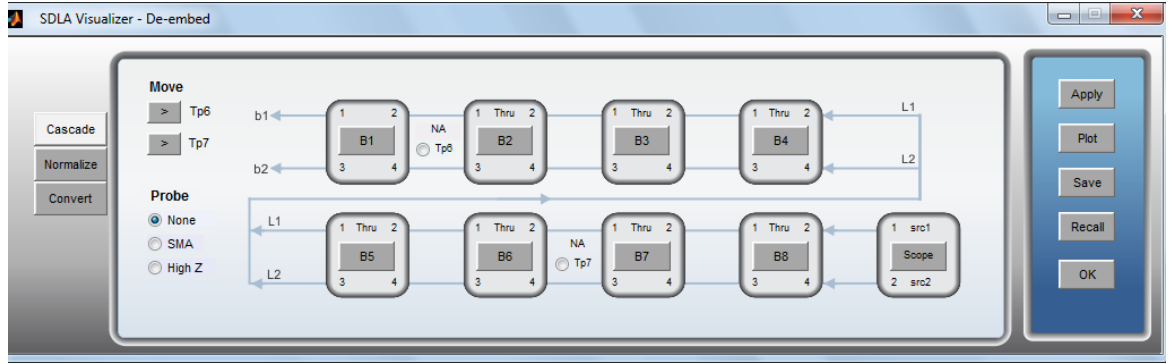 SDLA Visualizer - De-embed
Cascade
Normalize
Convert
Move
> Tp6
> Tp7
Probe
None
SMA
High Z
b1
b2
1 2
B1
3 4
NA
Tp6
1 Thru 2
B2
3 4
1 Thru 2
B3
3 4
1 Thru 2
B4
3 4
L1
L2
L1
L2
1 Thru 2
B5
3 4
1 Thru 2
B6
3 4
NA
Tp7
1 Thru 2
B7
3 4
1 Thru 2
B8
3 4
1 src1
Scope
2 src2
Apply
Plot
Save
Recall
OK